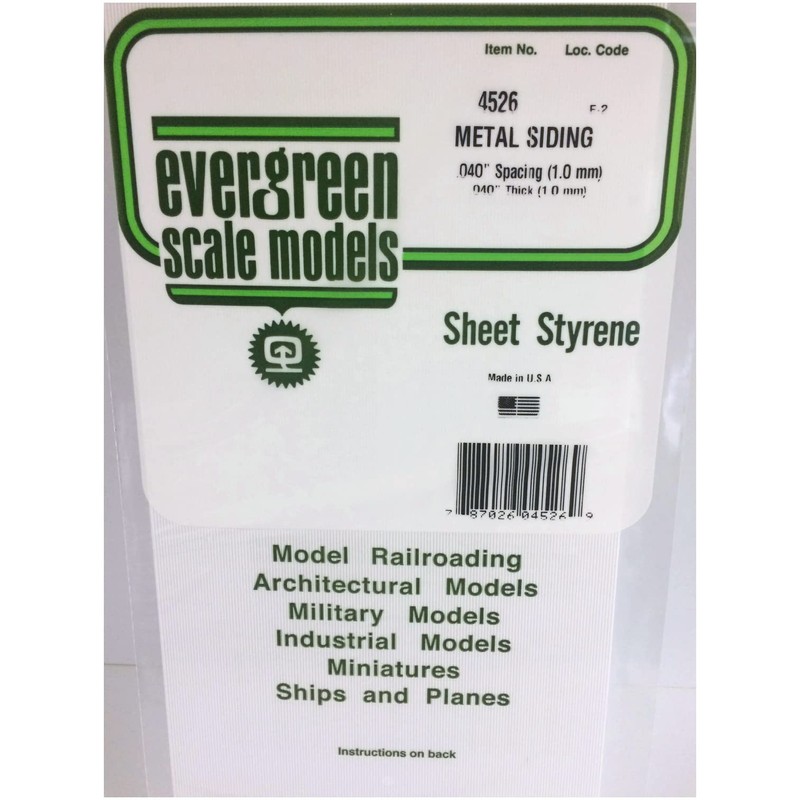 Item No. Loc. Code
4526 F-2
METAL SIDING
.040" Spacing (1.0 mm)
.040" Thick (1.0 mm)
evergreen
scale models
Sheet Styrene
Made in U.S.A
7 87026 04526 9
Model Railroading
Architectural Models
Military Models
Industrial Models
Miniatures
Ships and Planes
Instructions on back